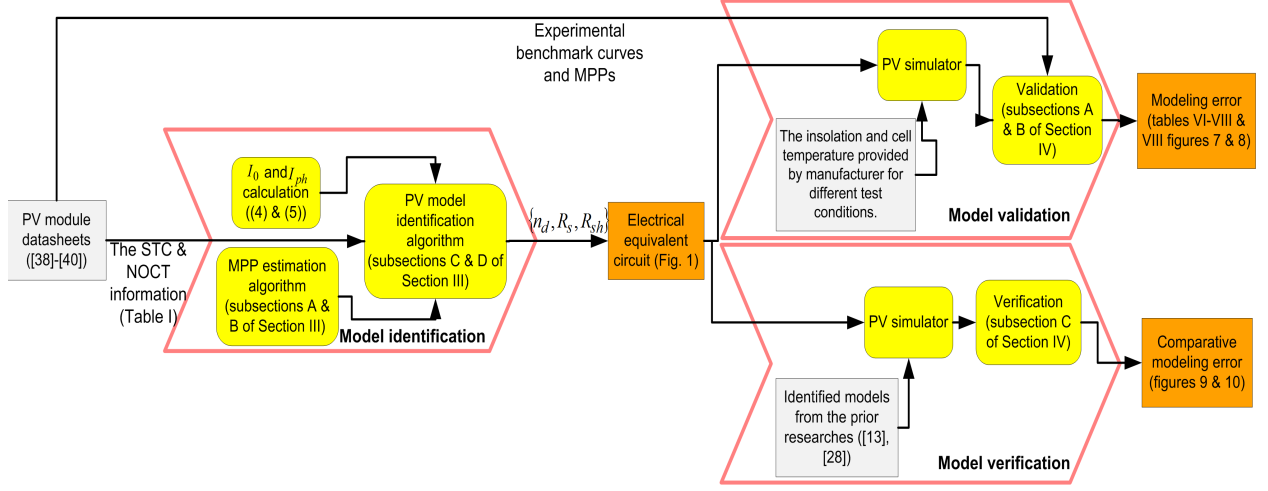 PV module
datasheets
([38]-[40])
The STC &
NOCT
information
(Table I)
Experimental
benchmark curves
and MPPs
I0 and Iph
calculation
((4) & (5))
MPP estimation
algorithm
(subsections A &
B of Section III)
PV model
identification
algorithm
(subsections C & D of
Section III)
Model identification
{nd, Rs, Rsh}
Electrical
equivalent
circuit (Fig. 1)
PV simulator
The insolation and cell
temperature provided
by manufacturer for
different test
conditions.
Validation
(subsections A
& B of Section
IV)
Model validation
Modeling error
(tables VI-VIII &
VIII figures 7 & 8)
PV simulator
Verification
(subsection C
of Section IV)
Identified models
from the prior
researches ([13],
[28])
Model verification
Comparative
modeling error
(figures 9 & 10)